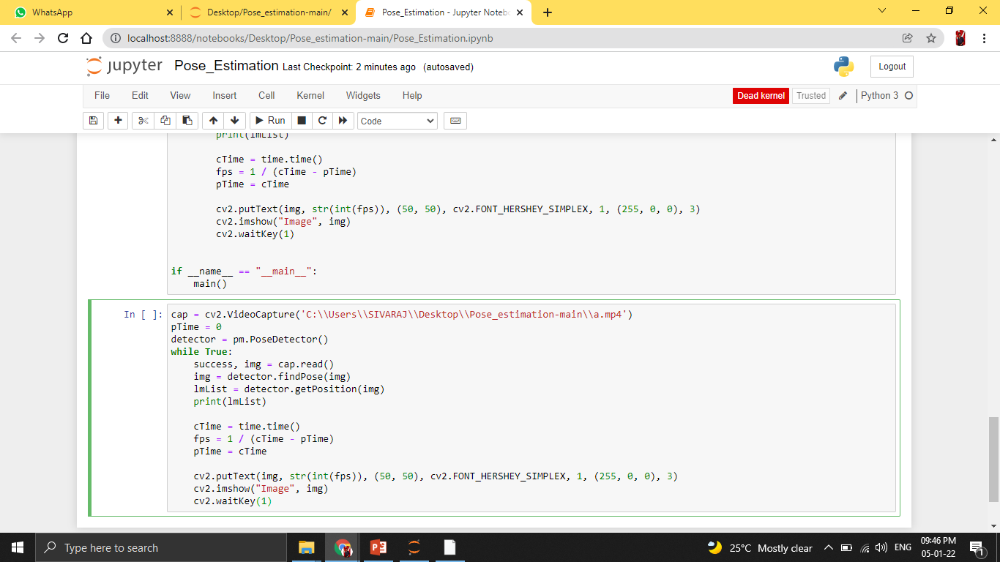 WhatsApp
Desktop/Pose_estimation-main/
Pose_Estimation - Jupyter Notebo
localhost:8888/notebooks/Desktop/Pose_estimation-main/Pose_Estimation.ipynb
jupyter Pose_Estimation Last Checkpoint: 2 minutes ago (autosaved)
Logout
File Edit View Insert Cell Kernel Widgets Help
Dead kernel Trusted Python 3
Run Code
print(lmList)
cTime = time.time()
fps = 1 / (cTime - pTime)
pTime = cTime
cv2.putText(img, str(int(fps)), (50, 50), cv2.FONT_HERSHEY_SIMPLEX, 1, (255, 0, 0), 3)
cv2.imshow("Image", img)
cv2.waitKey(1)
if __name__ == "__main__":
main()
In [ ]: cap = cv2.VideoCapture('C:\\Users\\SIVARAJ\\Desktop\\Pose_estimation-main\\a.mp4')
pTime = 0
detector = pm.PoseDetector()
while True:
success, img = cap.read()
img = detector.findPose(img)
lmList = detector.getPosition(img)
print(lmList)
cTime = time.time()
fps = 1 / (cTime - pTime)
pTime = cTime
cv2.putText(img, str(int(fps)), (50, 50), cv2.FONT_HERSHEY_SIMPLEX, 1, (255, 0, 0), 3)
cv2.imshow("Image", img)
cv2.waitKey(1)
Type here to search
25°C Mostly clear
ENG
09:46 PM
05-01-22
1